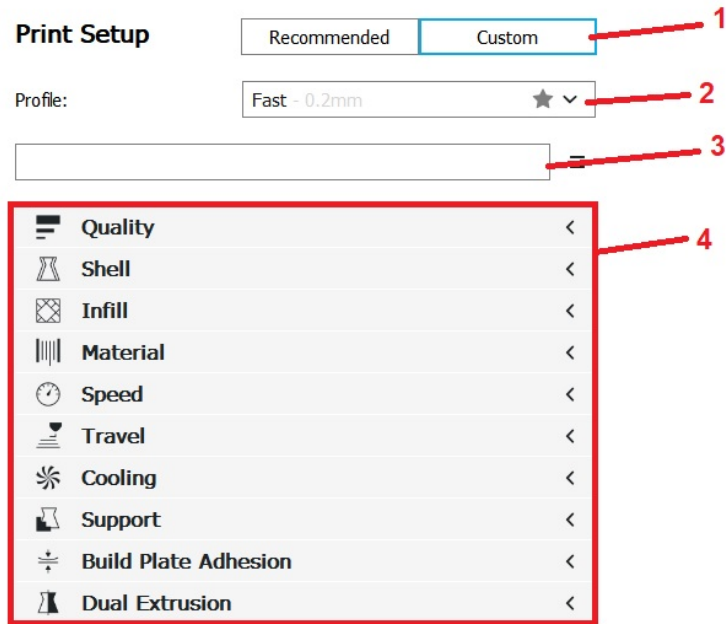 Print Setup
Recommended
Custom
1
Profile:
Fast - 0.2mm
2
3
Quality
4
Shell
Infill
Material
Speed
Travel
Cooling
Support
Build Plate Adhesion
Dual Extrusion